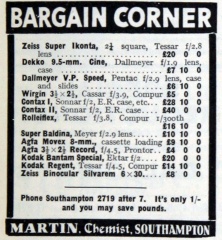 BARGAIN CORNER
Zeiss Super Ikonta, 2¼ square, Tessar f/2.8
lens £20 0 0
Dekko 9.5-mm. Cine, Dallmeyer f/1.9 lens,
case £7 10 0
Dallmeyer V.P. Speed, Pentac f/2.9 lens, case
and slides £6 10 0
Wirgin 3¼×2¼, Cassar f/3.9, Compur £5 0 0
Contax I, Sonnar f/2, E.R. case, etc. £28 10 0
Contax II, Sonnar f/2, E.R. case £40 0 0
Rolleiflex, Tessar f/3.8, Compur 1/300th
£16 10 0
Super Baldina, Meyer f/2.9 lens £10 10 0
Agfa Movex 8-mm., cassette loading £9 10 0
Agfa 3¼×2¼ Record, f/4.5, Prontor £4 0 0
Kodak Bantam Special, Ektar f/2 £20 0 0
Kodak Regent, Tessar f/4.5, Compur £14 10 0
Zeiss Binocular Silvarem 6×30 £8 0 0
Phone Southampton 2719 after 7. It's only 1/-
and you may save pounds.
MARTIN, Chemist, SOUTHAMPTON